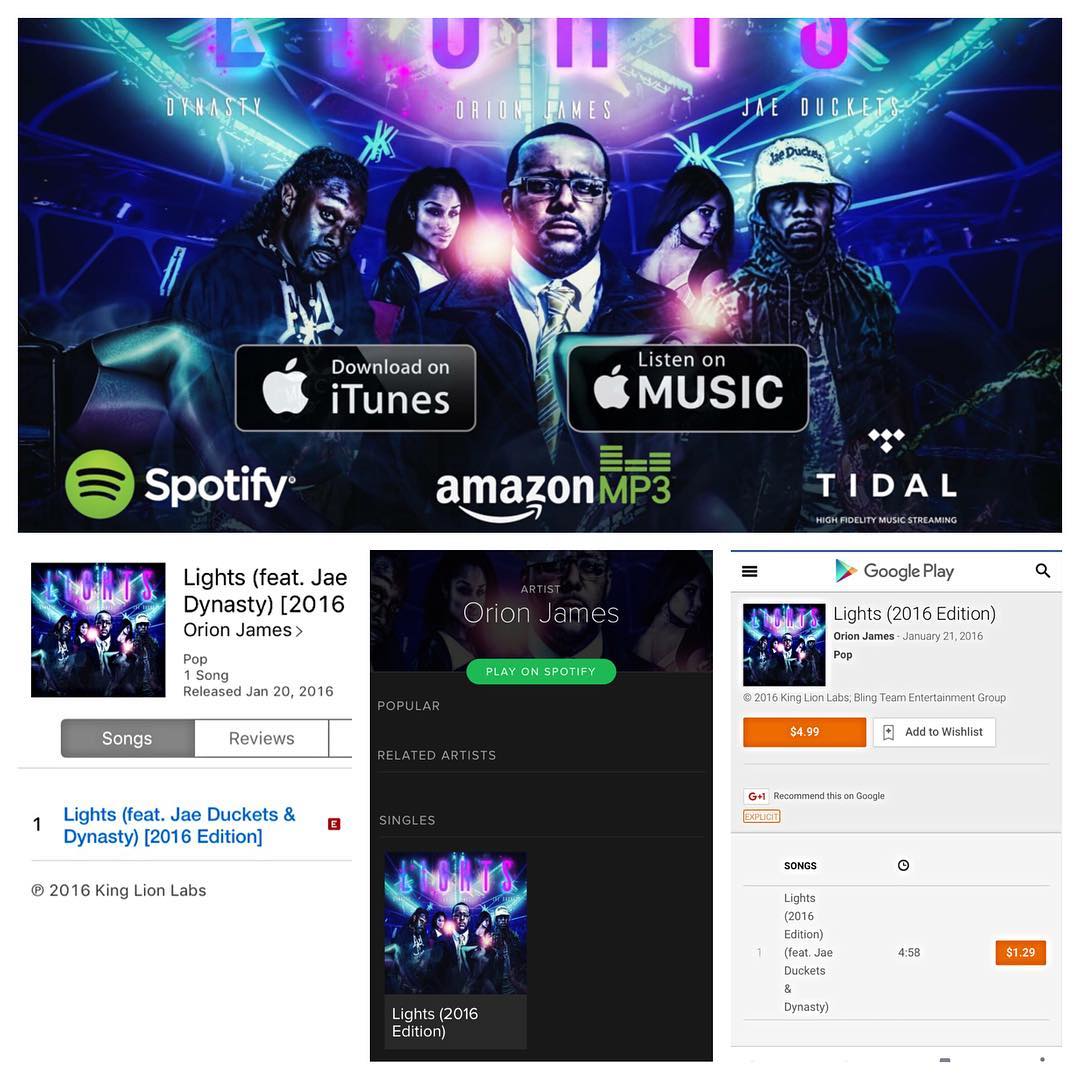 LIGHTS
DYNASTY
ORION JAMES
JAE DUCKETS
Jae Duckets
Download on
iTunes
Listen on
MUSIC
Spotify®
amazonMP3
TIDAL
HIGH FIDELITY MUSIC STREAMING
LIGHTS
Lights (feat. Jae
Dynasty) [2016
Orion James >
Pop
1 Song
Released Jan 20, 2016
Songs
Reviews
1
Lights (feat. Jae Duckets &
Dynasty) [2016 Edition]
E
℗ 2016 King Lion Labs
ARTIST
Orion James
PLAY ON SPOTIFY
POPULAR
RELATED ARTISTS
SINGLES
LIGHTS
Lights (2016
Edition)
Google Play
LIGHTS
Lights (2016 Edition)
Orion James - January 21, 2016
Pop
© 2016 King Lion Labs; Bling Team Entertainment Group
$4.99
Add to Wishlist
G+1 Recommend this on Google
EXPLICIT
SONGS
Lights
(2016
Edition)
1 (feat. Jae 4:58 $1.29
Duckets
&
Dynasty)